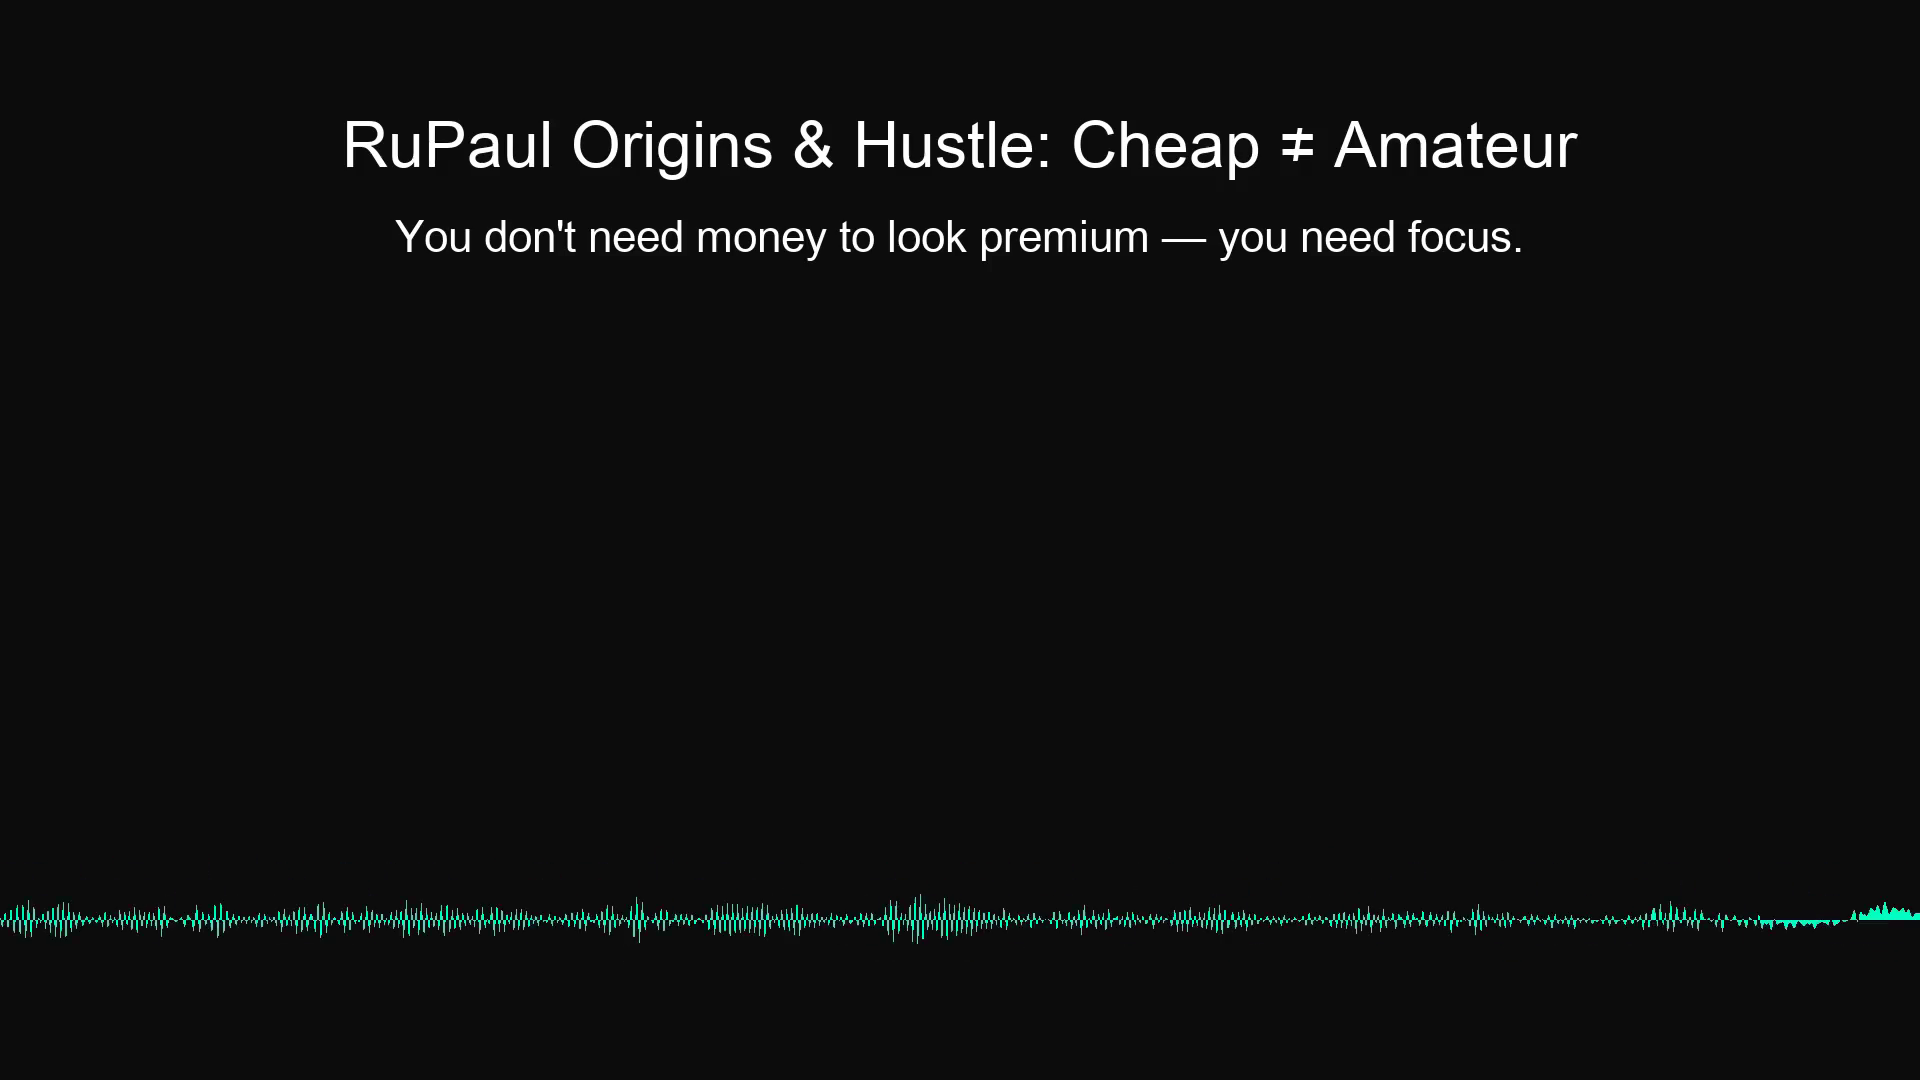 RuPaul Origins & Hustle: Cheap ≠ Amateur
You don't need money to look premium — you need focus.